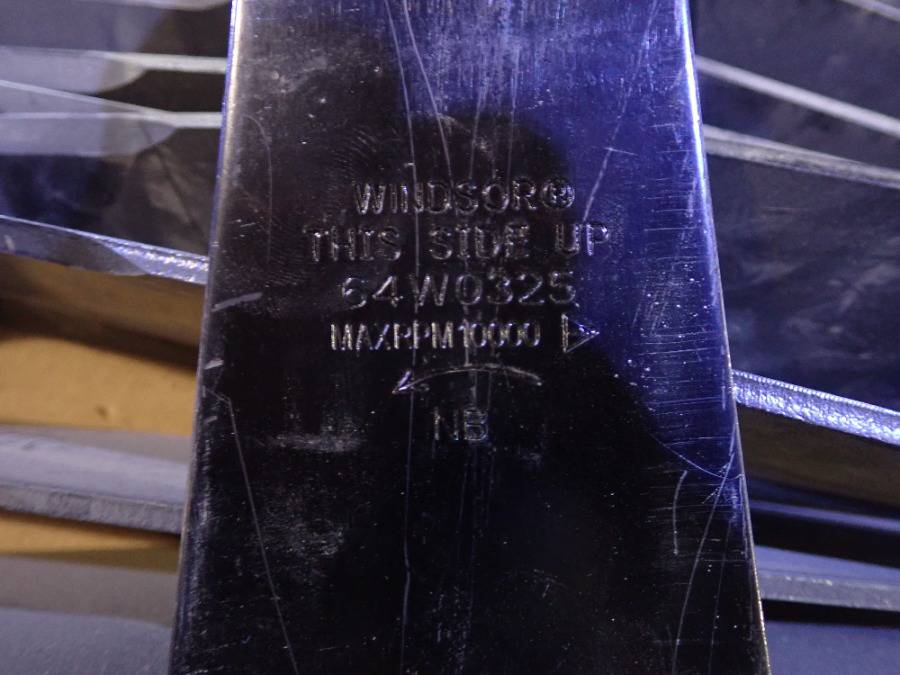 WINDSOR®
THIS SIDE UP
64W0325
MAXRPM10000
NB